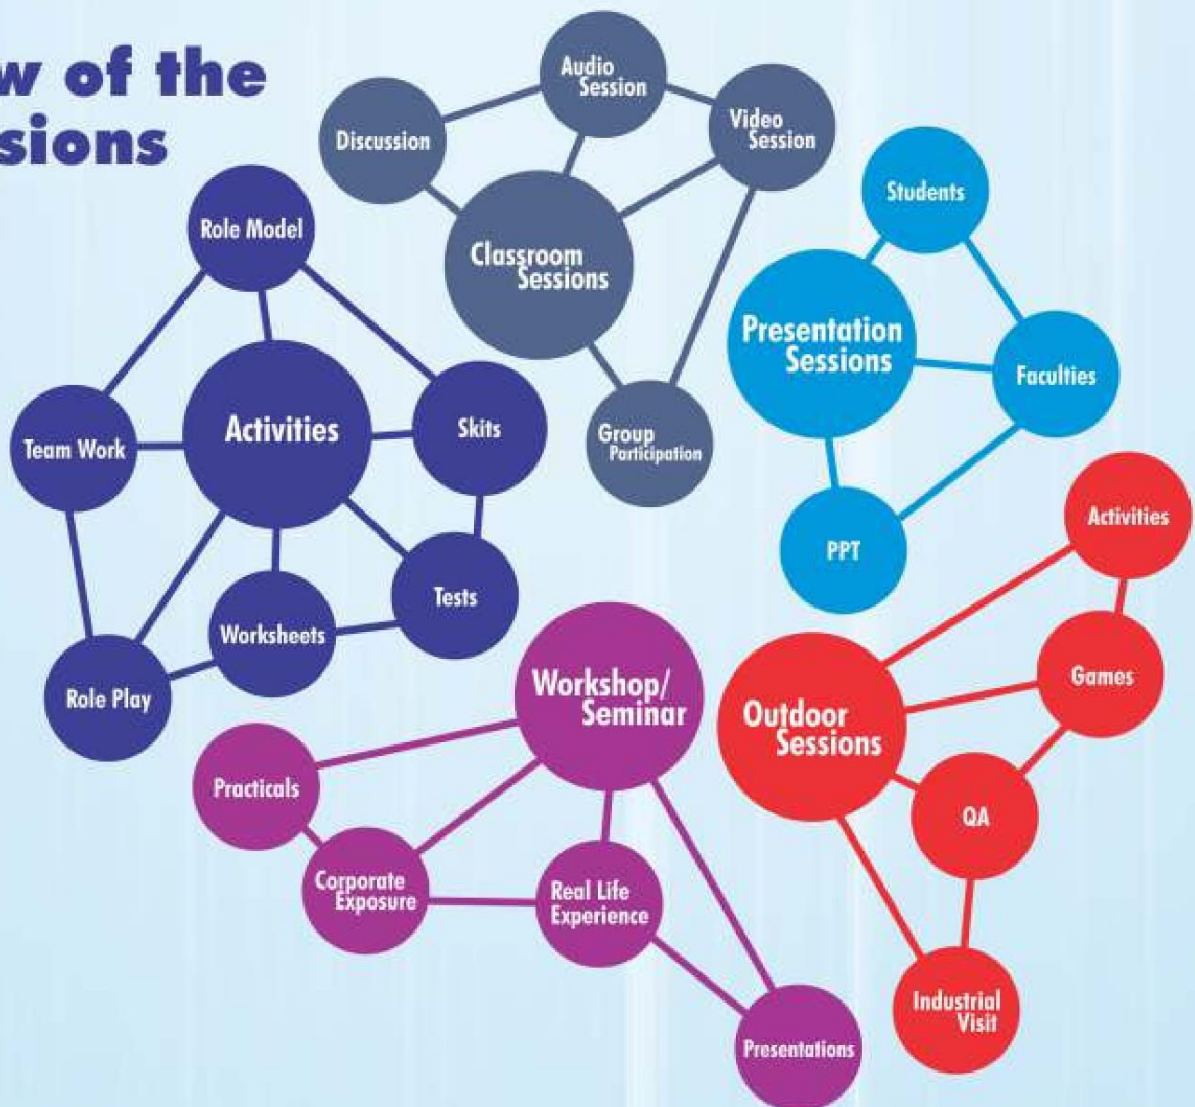 w of the
sions
Audio
Session
Discussion
Video
Session
Classroom
Sessions
Group
Participation
Role Model
Team Work
Activities
Skits
Tests
Worksheets
Role Play
Students
Presentation
Sessions
Faculties
PPT
Workshop/
Seminar
Practicals
Corporate
Exposure
Real Life
Experience
Presentations
Activities
Games
Outdoor
Sessions
QA
Industrial
Visit